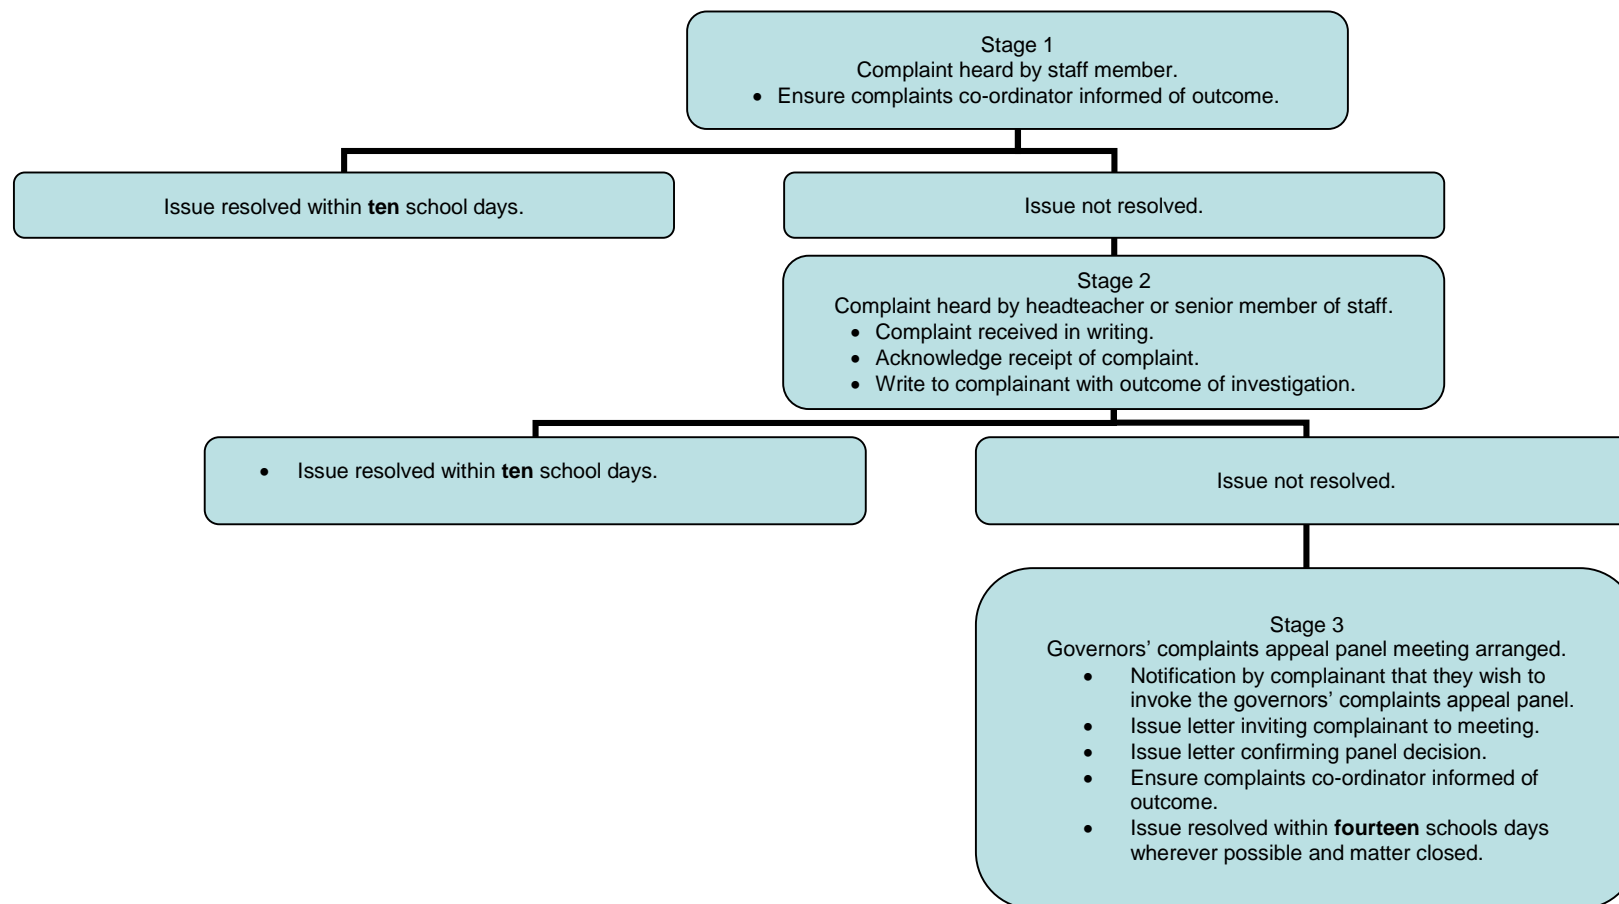 Stage 1
Complaint heard by staff member.
• Ensure complaints co-ordinator informed of outcome.
Issue resolved within ten school days.
Issue not resolved.
Stage 2
Complaint heard by headteacher or senior member of staff.
• Complaint received in writing.
• Acknowledge receipt of complaint.
• Write to complainant with outcome of investigation.
• Issue resolved within ten school days.
Issue not resolved.
Stage 3
Governors’ complaints appeal panel meeting arranged.
• Notification by complainant that they wish to
invoke the governors’ complaints appeal panel.
• Issue letter inviting complainant to meeting.
• Issue letter confirming panel decision.
• Ensure complaints co-ordinator informed of
outcome.
• Issue resolved within fourteen schools days
wherever possible and matter closed.